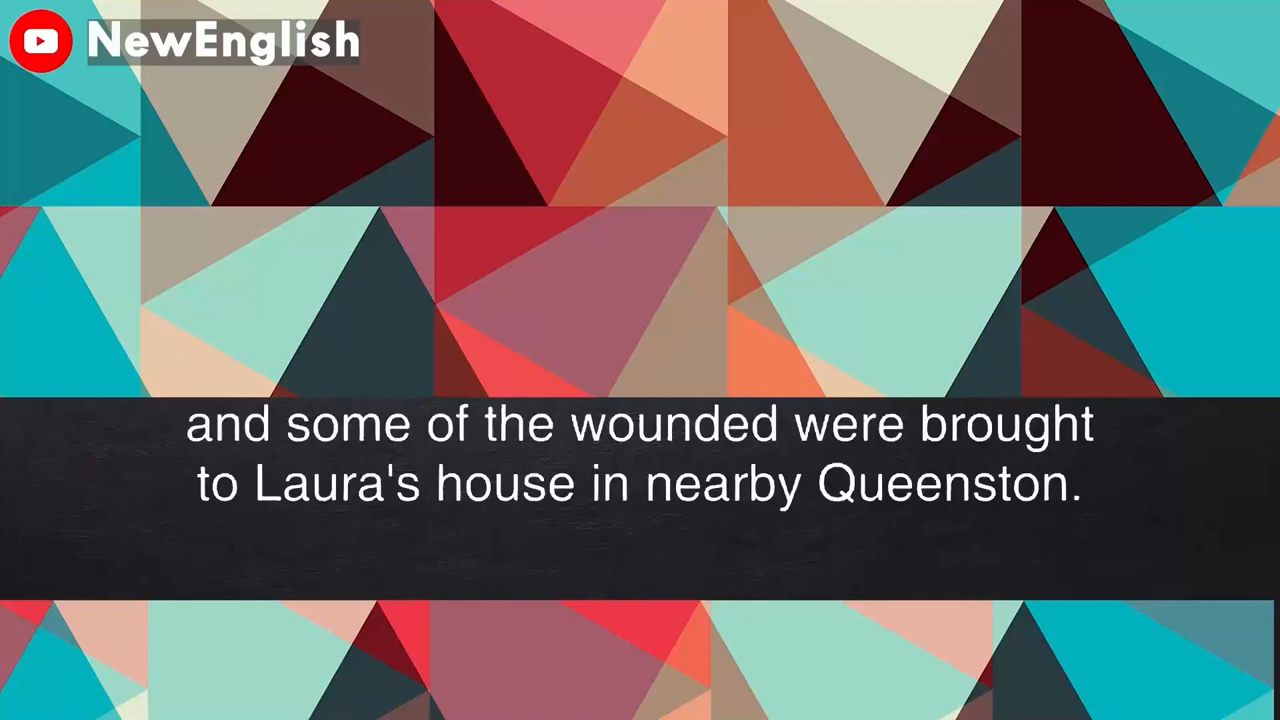 NewEnglish
and some of the wounded were brought
to Laura's house in nearby Queenston.